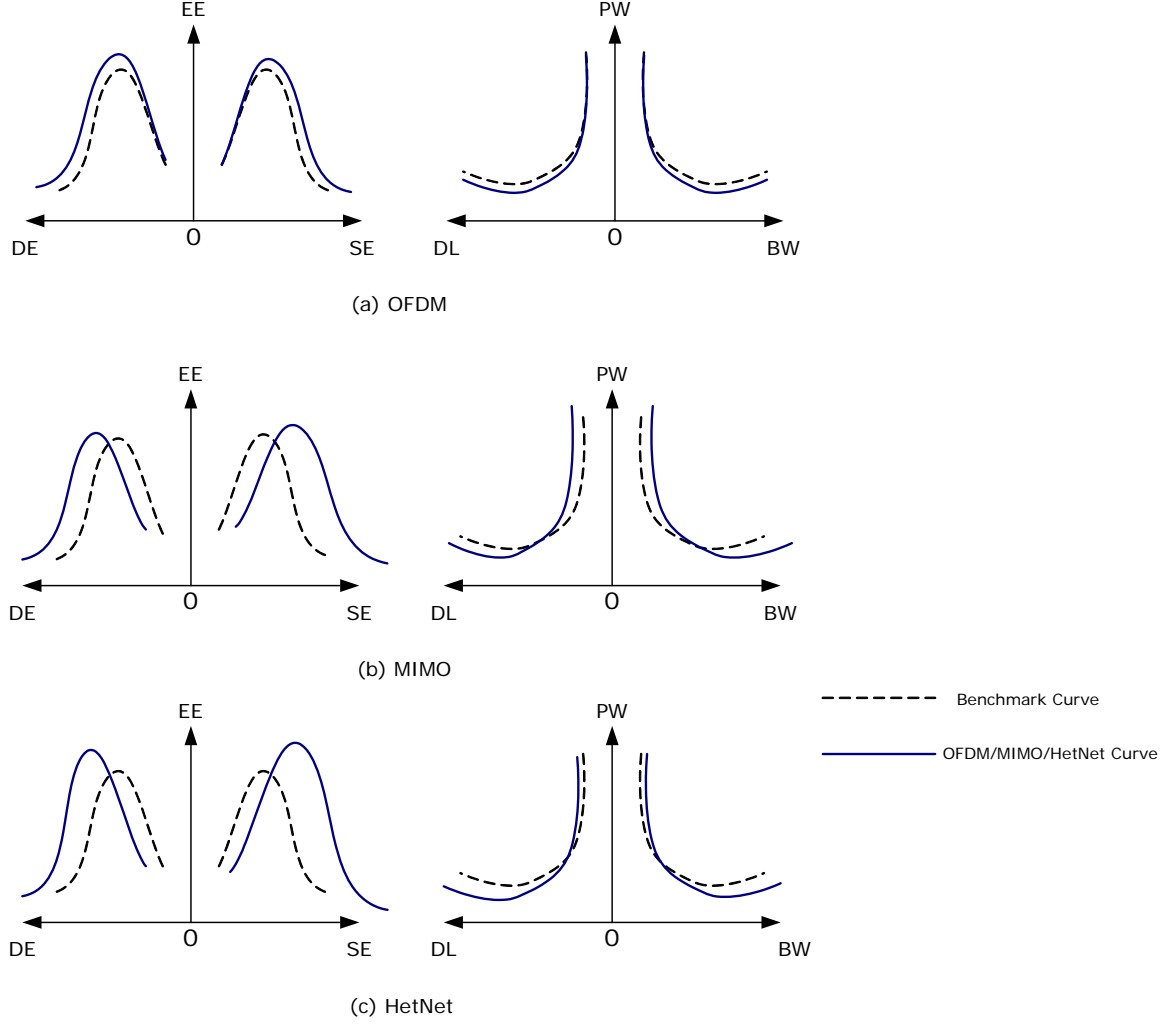 EE
PW
0
0
DE
SE
DL
BW
(a) OFDM
EE
PW
0
0
DE
SE
DL
BW
(b) MIMO
Benchmark Curve
EE
PW
OFDM/MIMO/HetNet Curve
0
0
DE
SE
DL
BW
(c) HetNet